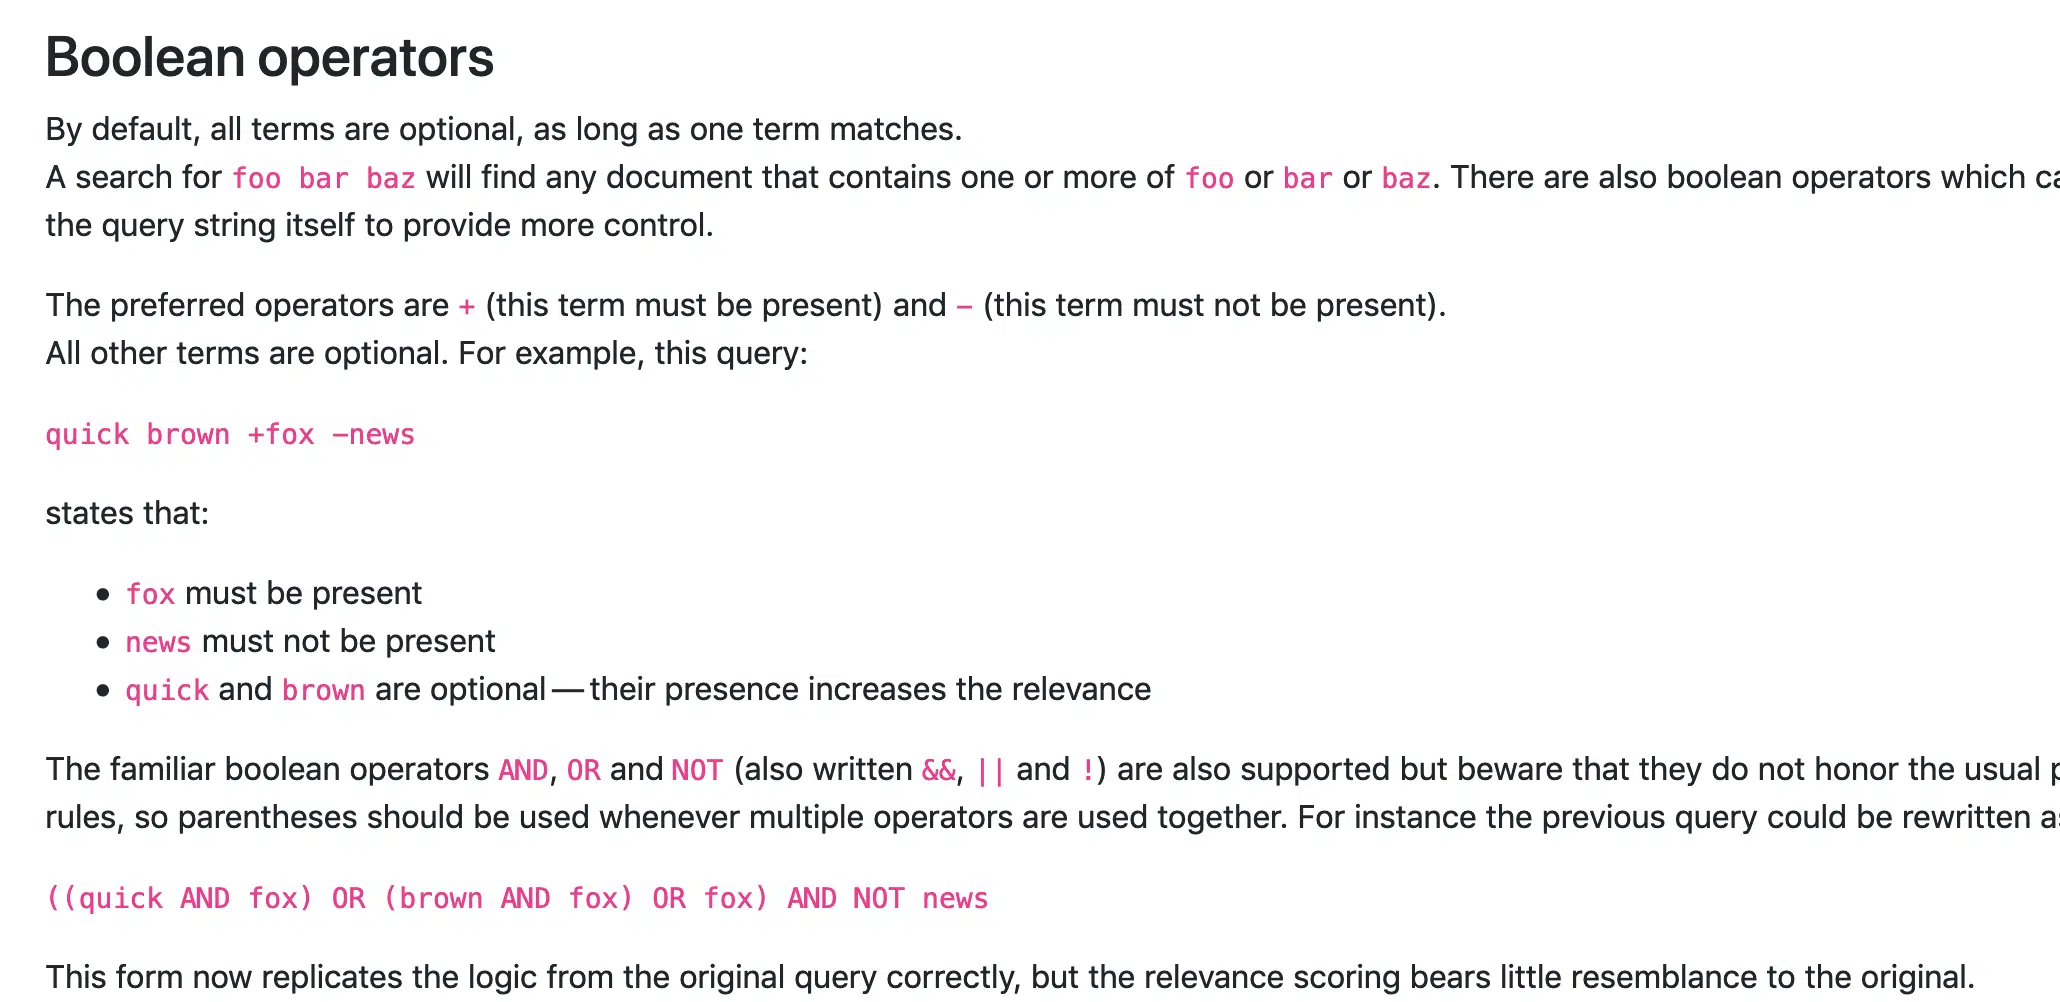 Boolean operators
By default, all terms are optional, as long as one term matches.
A search for foo bar baz will find any document that contains one or more of foo or bar or baz. There are also boolean operators which
the query string itself to provide more control.
The preferred operators are + (this term must be present) and - (this term must not be present).
All other terms are optional. For example, this query:
quick brown +fox -news
states that:
• fox must be present
• news must not be present
• quick and brown are optional — their presence increases the relevance
The familiar boolean operators AND, OR and NOT (also written &&, || and !) are also supported but beware that they do not honor the usual
rules, so parentheses should be used whenever multiple operators are used together. For instance the previous query could be rewritten
((quick AND fox) OR (brown AND fox) OR fox) AND NOT news
This form now replicates the logic from the original query correctly, but the relevance scoring bears little resemblance to the original.